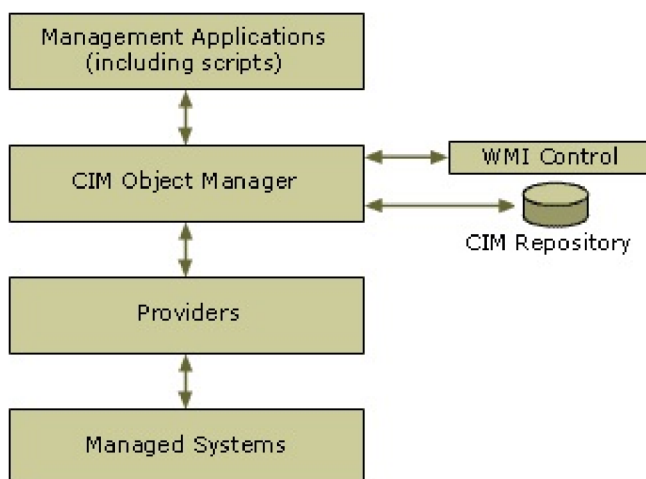 Management Applications
(including scripts)
CIM Object Manager
WMI Control
CIM Repository
Providers
Managed Systems